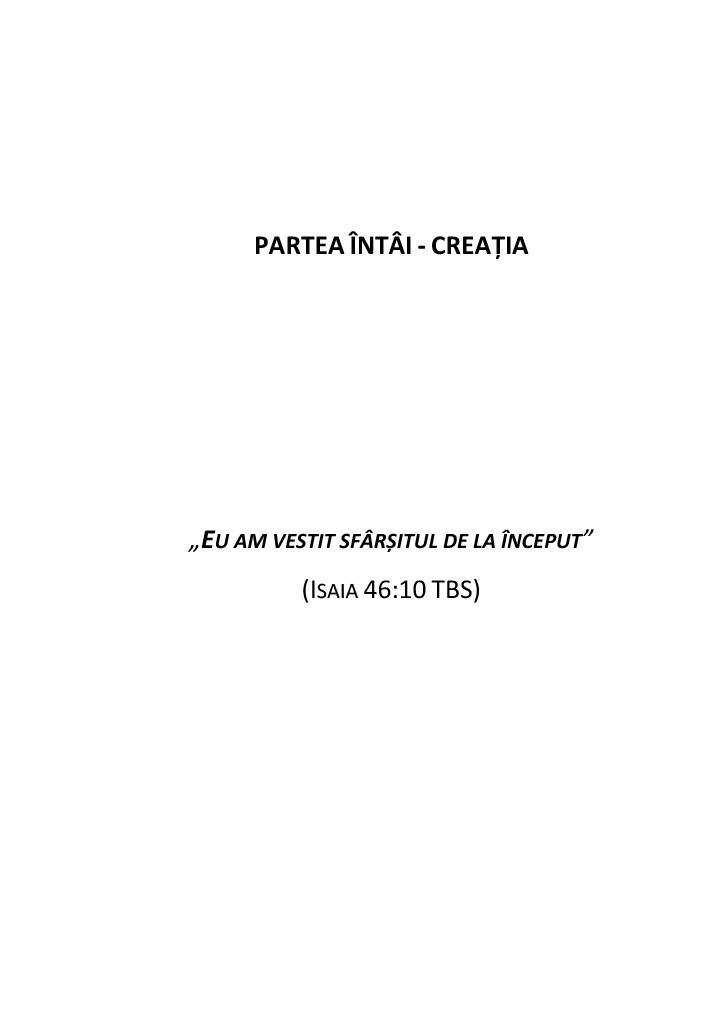 PARTEA ÎNTÂI - CREAȚIA
„EU AM VESTIT SFÂRȘITUL DE LA ÎNCEPUT”
(ISAIA 46:10 TBS)